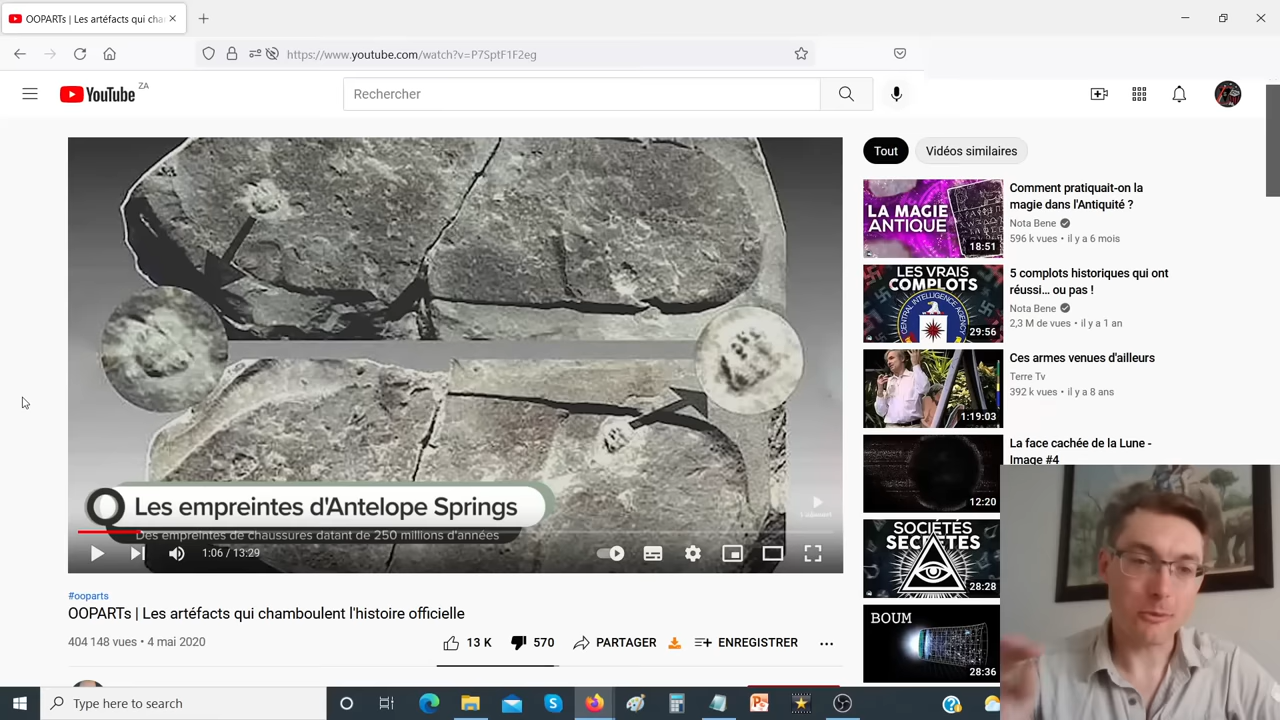 OOPARTs | Les artéfacts qui cha
https://www.youtube.com/watch?v=P7SptF1F2eg
YouTube ZA
Rechercher
Les empreintes d'Antelope Springs
Des empreintes de chaussures datant de 250 millions d'années
1:06 / 13:29
#ooparts
OOPARTs | Les artéfacts qui chamboulent l'histoire officielle
404 148 vues • 4 mai 2020
13 K
570
PARTAGER
ENREGISTRER
Tout
Vidéos similaires
LA MAGIE
ANTIQUE
18:51
Comment pratiquait-on la
magie dans l'Antiquité ?
Nota Bene
596 k vues • il y a 6 mois
LES VRAIS
COMPLOTS
CENTRAL INTELLIGENCE AGENCY
29:56
5 complots historiques qui ont
réussi... ou pas !
Nota Bene
2,3 M de vues • il y a 1 an
1:19:03
Ces armes venues d'ailleurs
Terre Tv
392 k vues • il y a 8 ans
12:20
La face cachée de la Lune -
Image #4
SOCIÉTÉS
SECRÈTES
28:28
BOUM
28:36
Type here to search